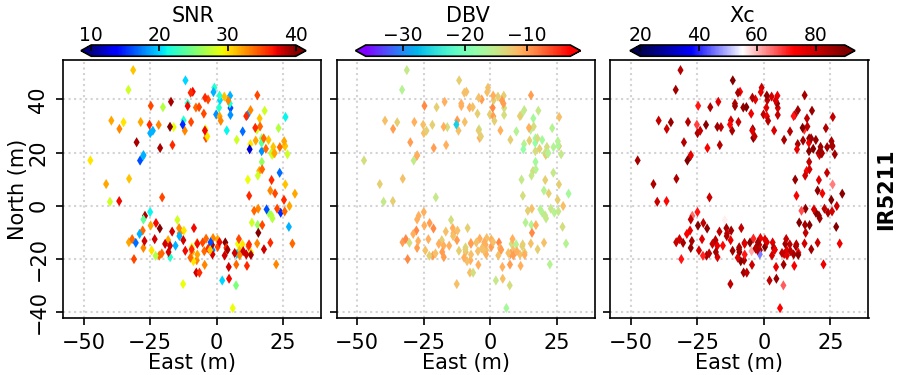 SNR DBV Xc
10 20 30 40 −30 −20 −10 20 40 60 80
40
20
0
−20
−40
North (m)
−50 −25 0 25 −50 −25 0 25 −50 −25 0 25
East (m) East (m) East (m)
IR5211